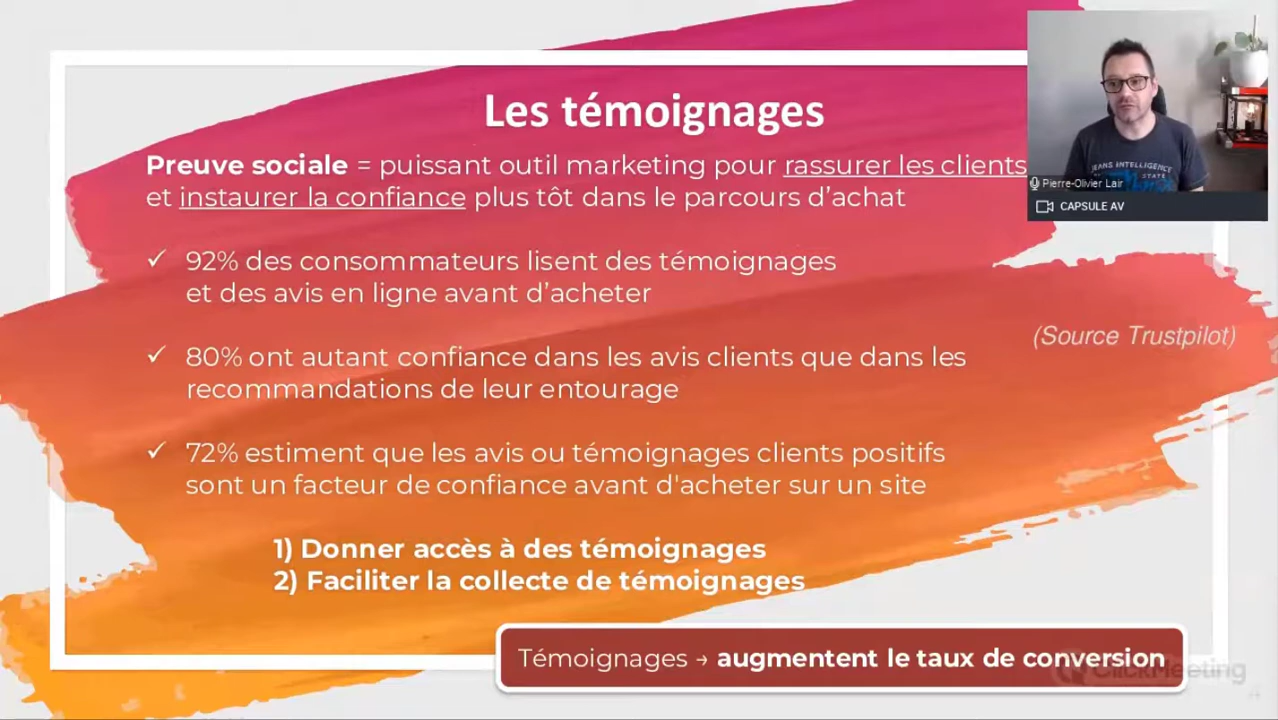 Les témoignages
Preuve sociale = puissant outil marketing pour rassurer les clients
et instaurer la confiance plus tôt dans le parcours d’achat
✓ 92% des consommateurs lisent des témoignages
et des avis en ligne avant d’acheter
(Source Trustpilot)
✓ 80% ont autant confiance dans les avis clients que dans les
recommandations de leur entourage
✓ 72% estiment que les avis ou témoignages clients positifs
sont un facteur de confiance avant d'acheter sur un site
1) Donner accès à des témoignages
2) Faciliter la collecte de témoignages
Témoignages → augmentent le taux de conversion
ClickMeeting
JEANS INTELLIGENCE
STATE
Pierre-Olivier Lair
CAPSULE AV